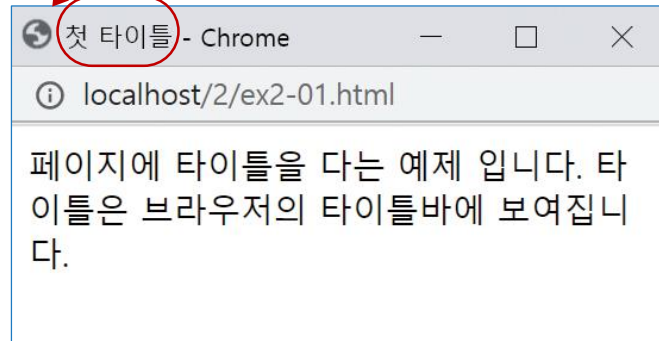 첫 타이틀 - Chrome
localhost/2/ex2-01.html
페이지에 타이틀을 다는 예제 입니다. 타
이틀은 브라우저의 타이틀바에 보여집니
다.